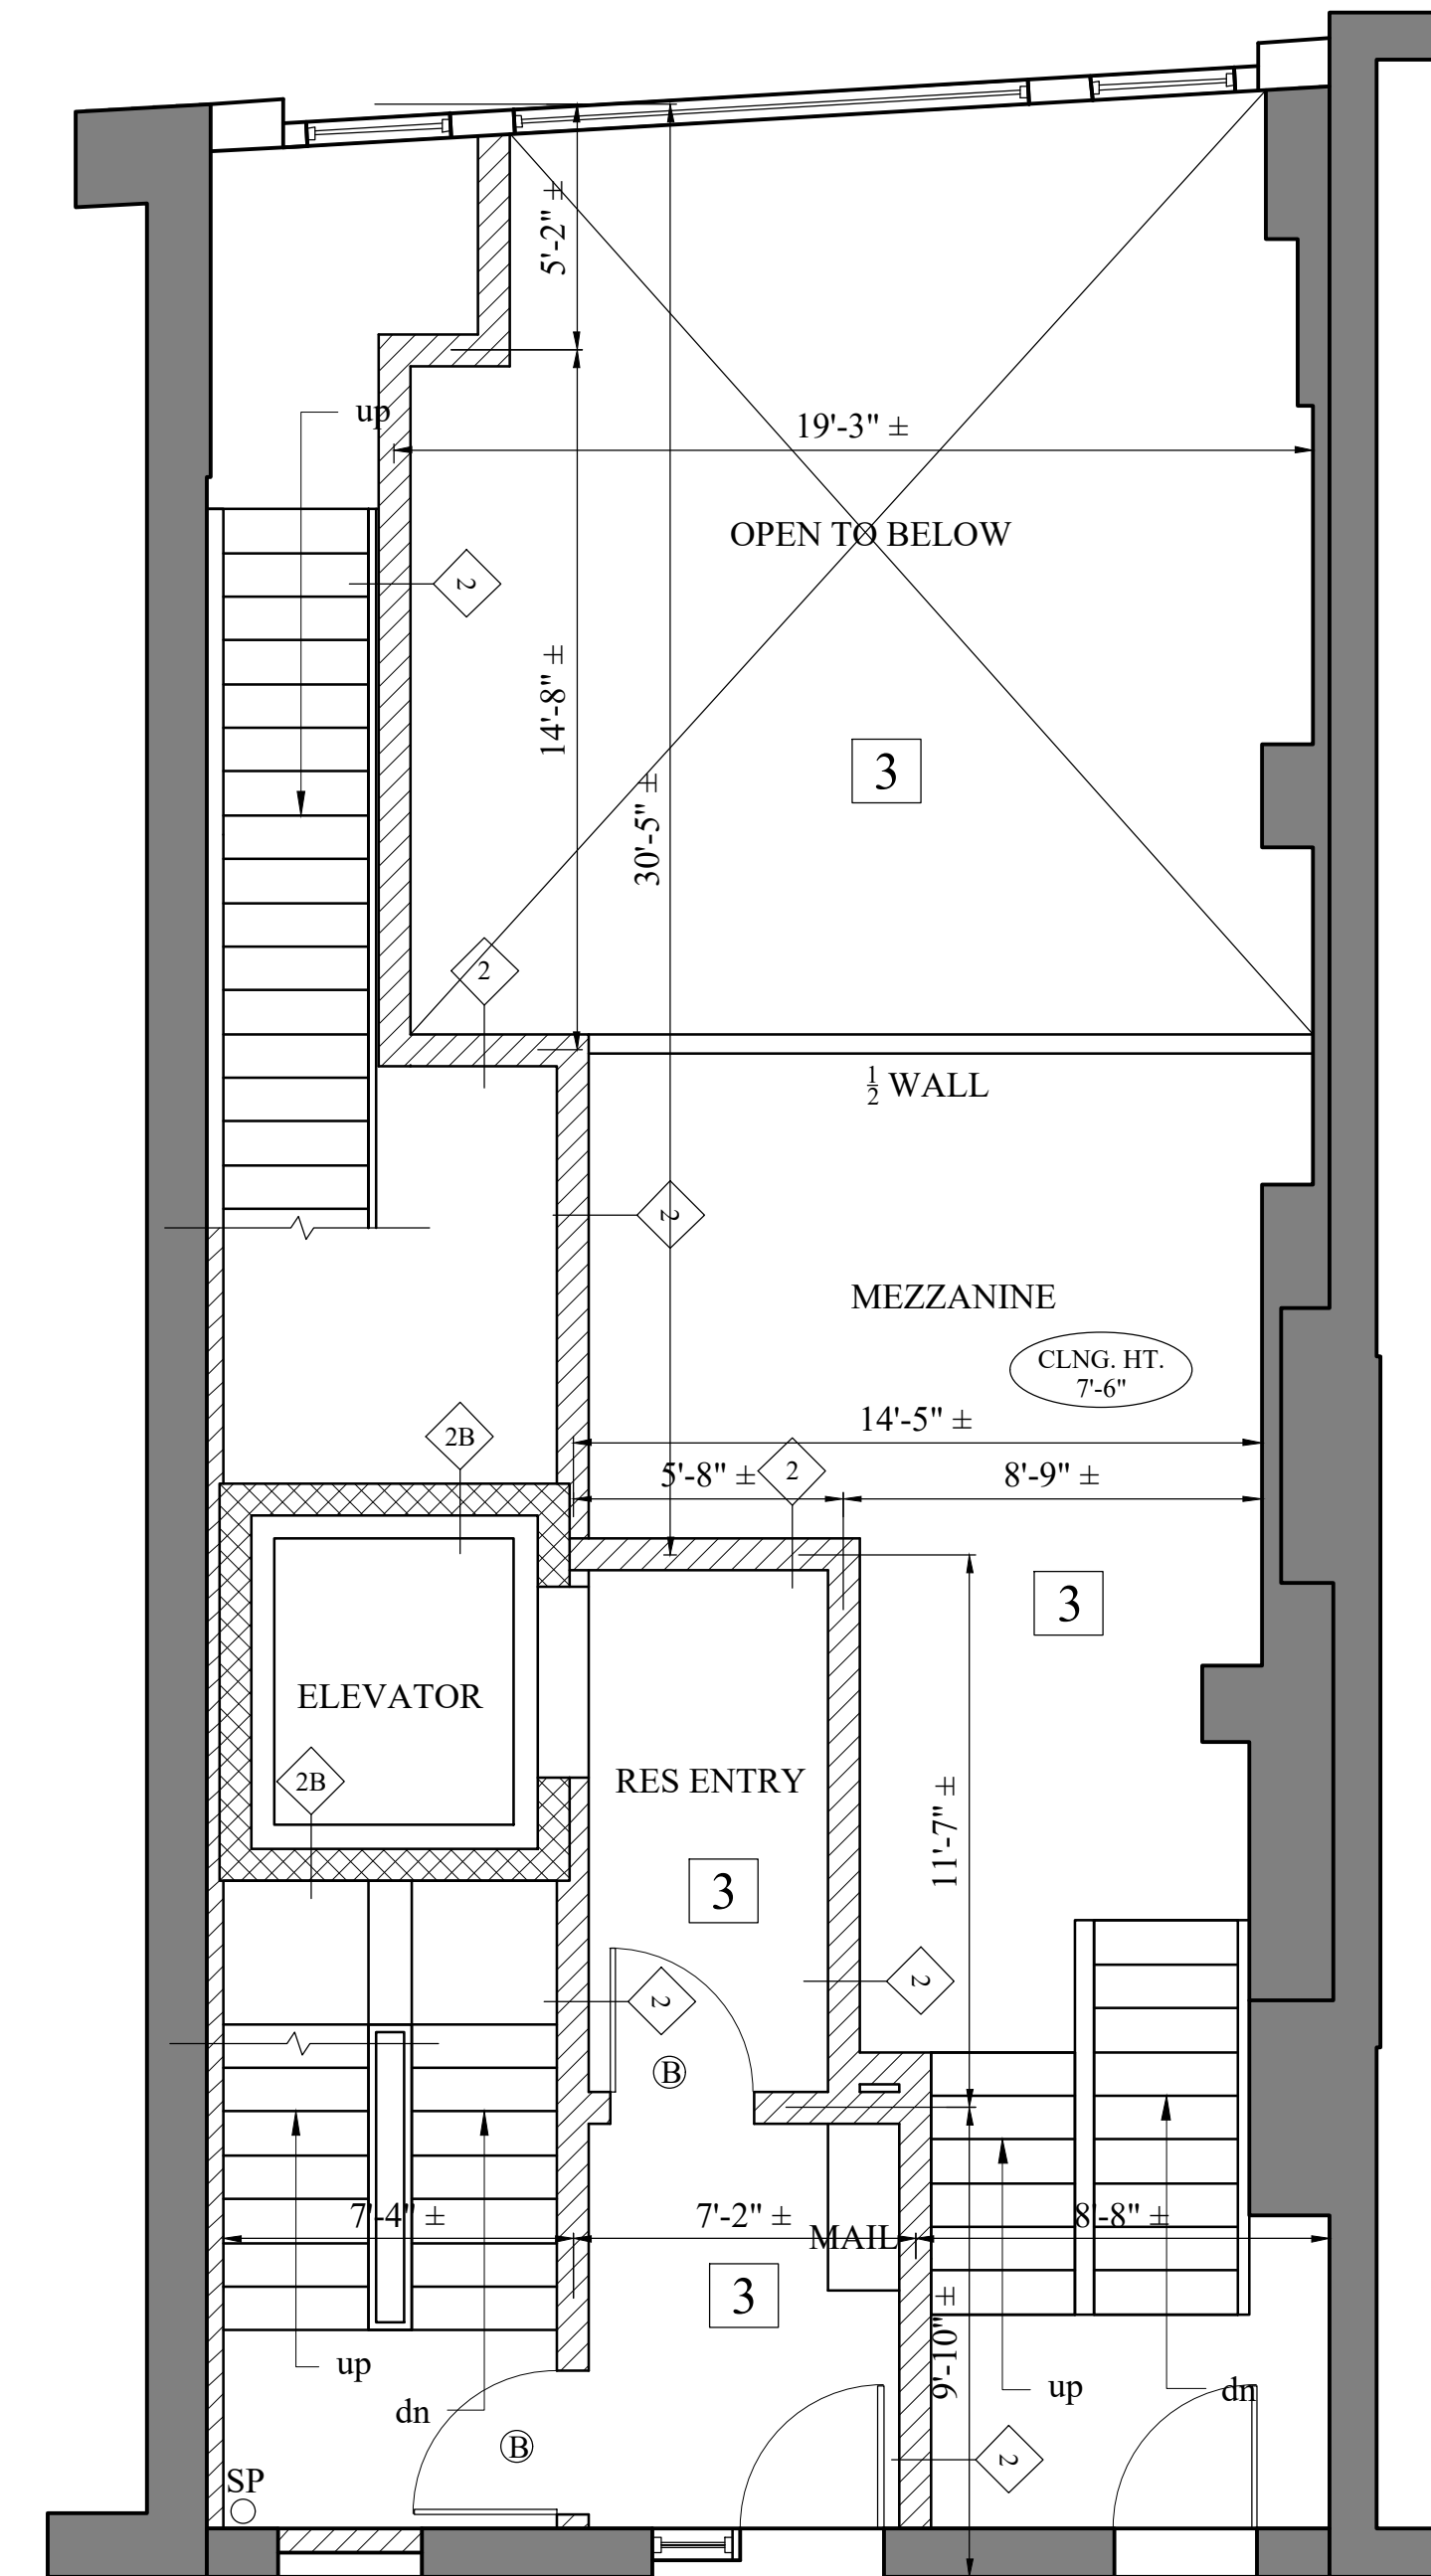 5'-2" ±
up
19'-3" ±
OPEN TO BELOW
2
14'-8" ±
3
30'-5" ±
2
1/2 WALL
2
MEZZANINE
CLNG. HT.
7'-6"
14'-5" ±
2B
5'-8" ±
2
8'-9" ±
3
ELEVATOR
RES ENTRY
2B
11'-7" ±
3
2
2
B
7'-4" ±
7'-2" ±
8'-8" ±
MAIL
3
9'-10" ±
up
dn
up
dn
B
2
SP